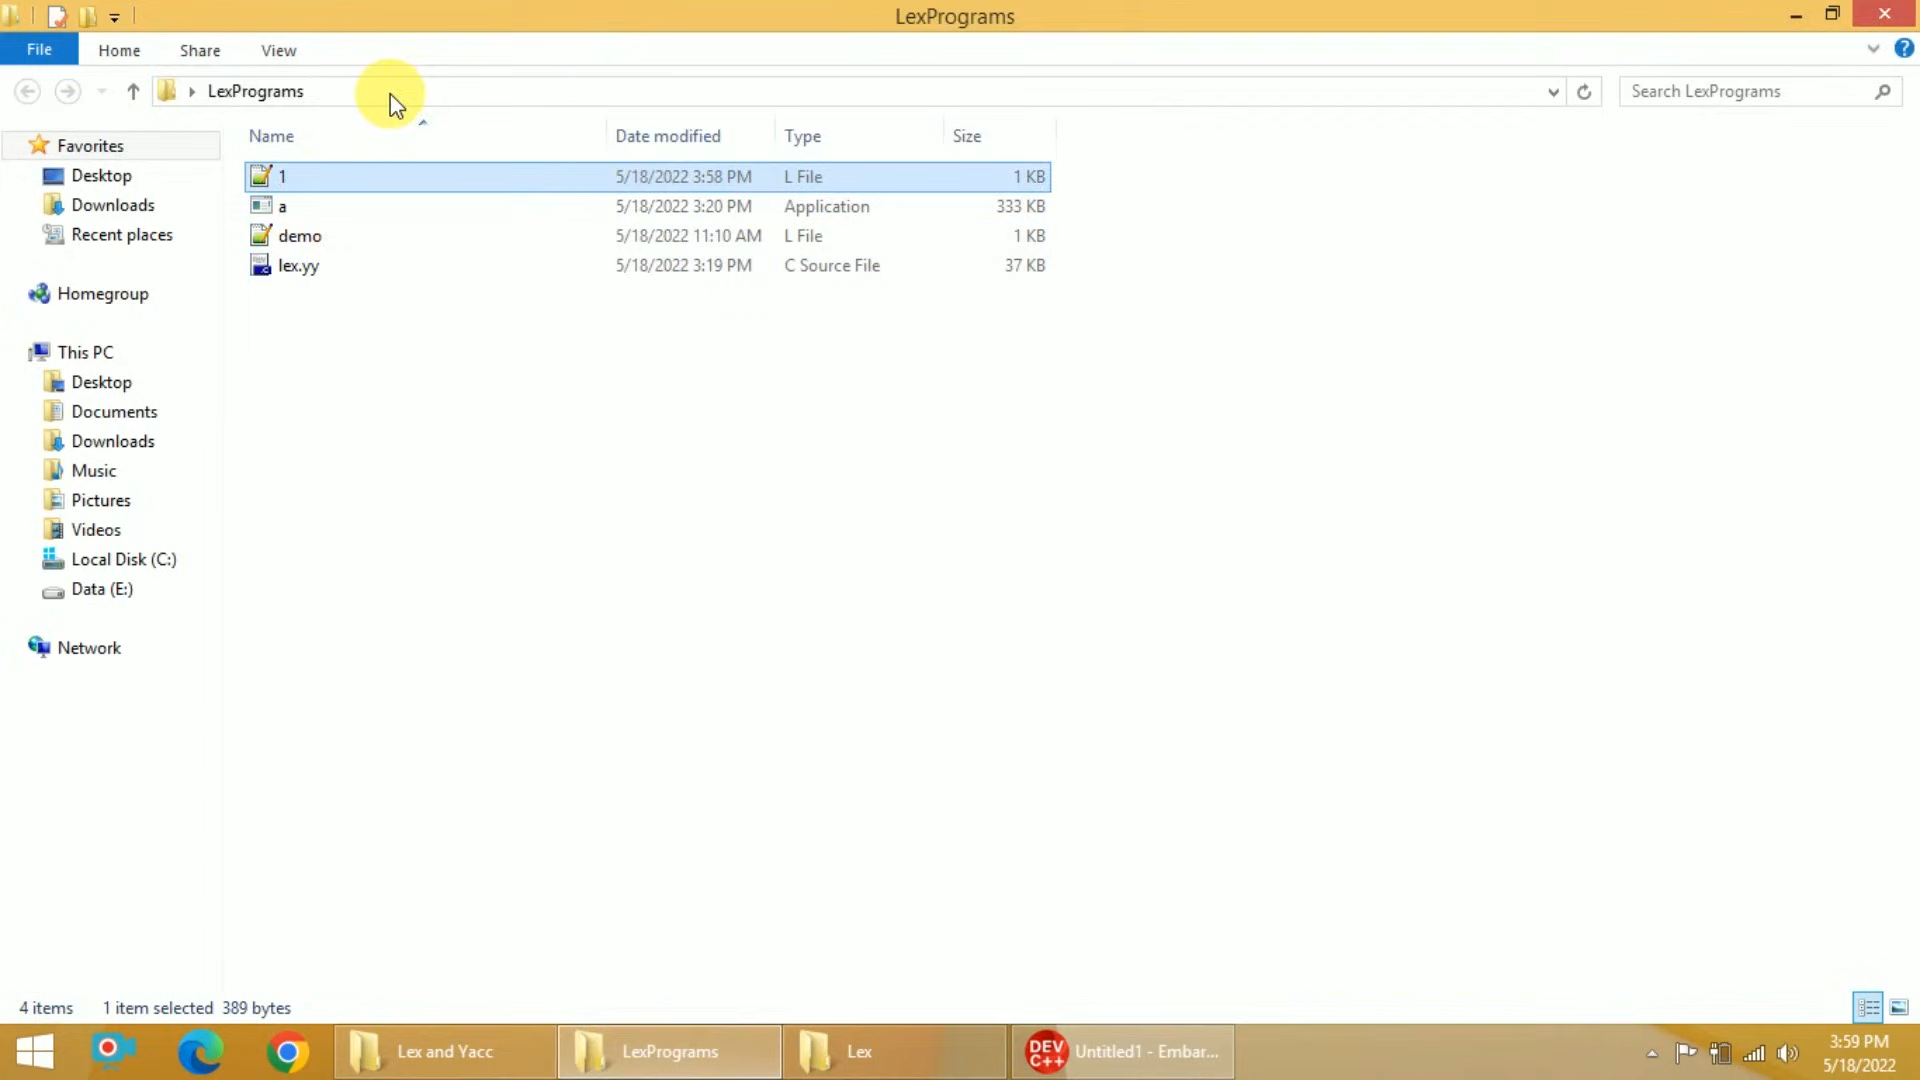 LexPrograms
File Home Share View
LexPrograms
Search LexPrograms
Name Date modified Type Size
1 5/18/2022 3:58 PM L File 1 KB
a 5/18/2022 3:20 PM Application 333 KB
demo 5/18/2022 11:10 AM L File 1 KB
lex.yy 5/18/2022 3:19 PM C Source File 37 KB
Favorites
Desktop
Downloads
Recent places
Homegroup
This PC
Desktop
Documents
Downloads
Music
Pictures
Videos
Local Disk (C:)
Data (E:)
Network
4 items 1 item selected 389 bytes
Lex and Yacc
LexPrograms
Lex
DEV C++
Untitled1 - Embar...
3:59 PM
5/18/2022